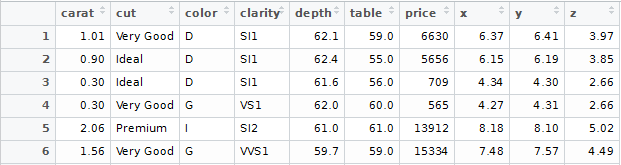 carat cut color clarity depth table price x y z
1 1.01 Very Good D SI1 62.1 59.0 6630 6.37 6.41 3.97
2 0.90 Ideal D SI1 62.4 55.0 5656 6.15 6.19 3.85
3 0.30 Ideal D SI1 61.6 56.0 709 4.34 4.30 2.66
4 0.30 Very Good G VS1 62.0 60.0 565 4.27 4.31 2.66
5 2.06 Premium I SI2 61.0 61.0 13912 8.18 8.10 5.02
6 1.56 Very Good G VVS1 59.7 59.0 15334 7.48 7.57 4.49